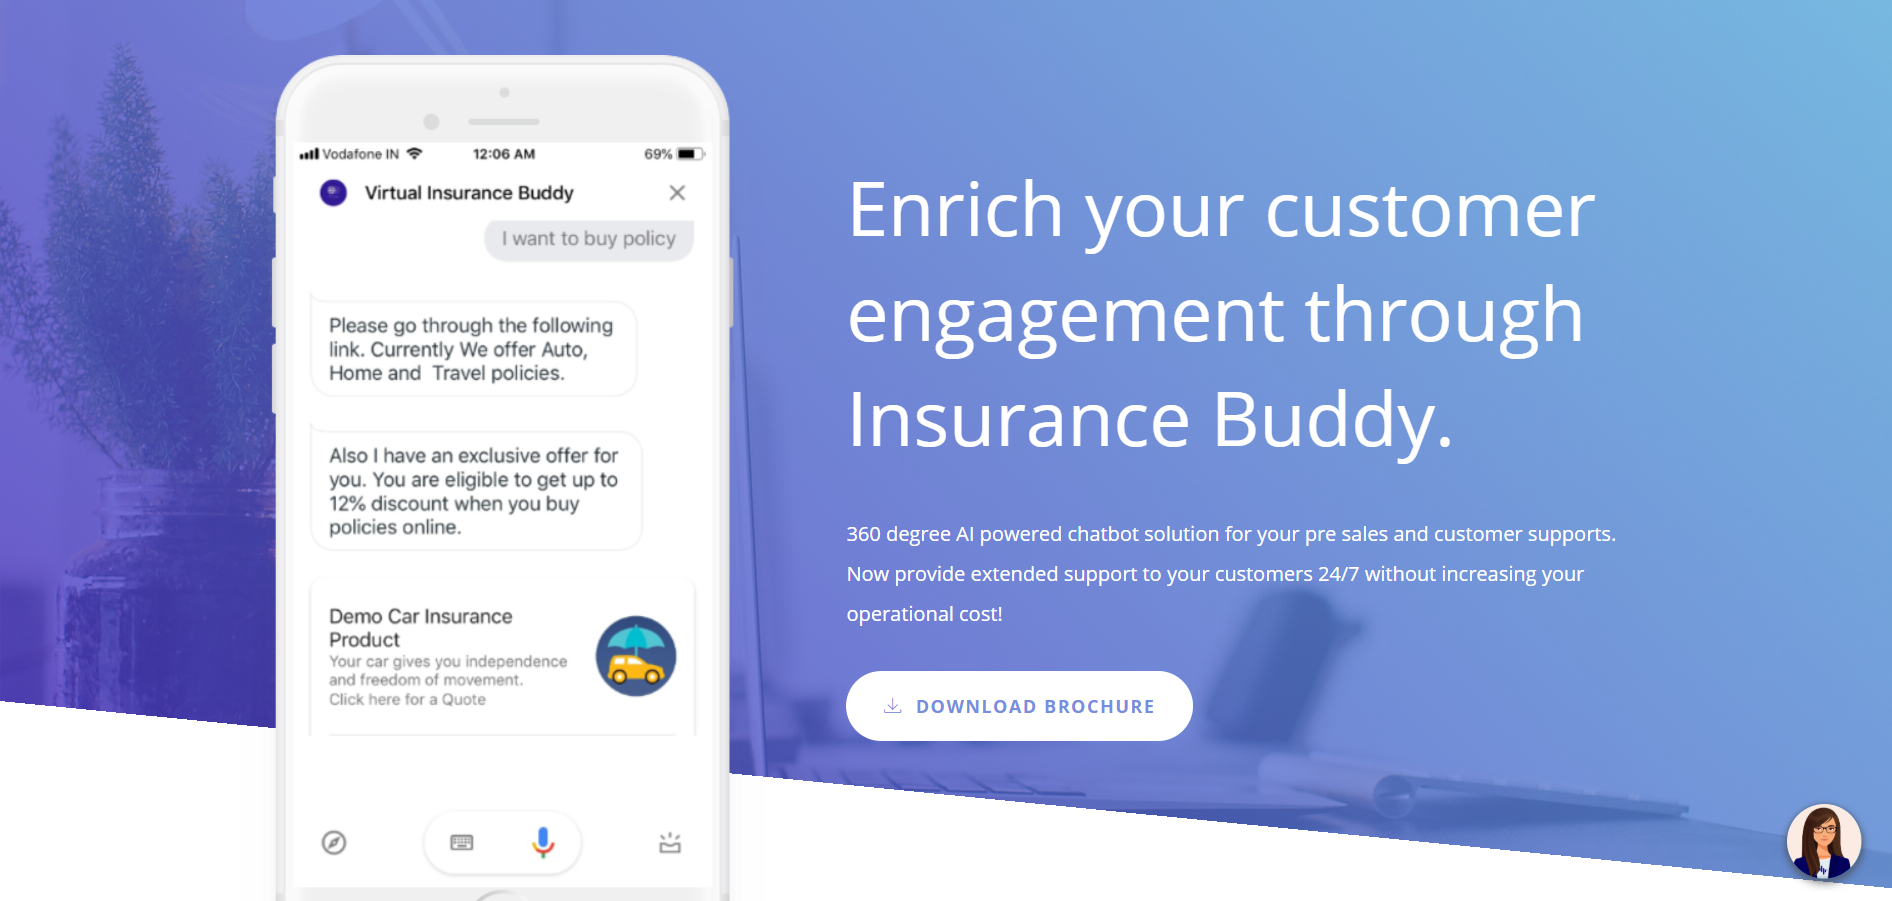 Vodafone IN 12:06 AM 69%
Virtual Insurance Buddy
I want to buy policy
Please go through the following
link. Currently We offer Auto,
Home and  Travel policies.
Also I have an exclusive offer for
you. You are eligible to get up to
12% discount when you buy
policies online.
Demo Car Insurance
Product
Your car gives you independence
and freedom of movement.
Click here for a Quote
Enrich your customer
engagement through
Insurance Buddy.
360 degree AI powered chatbot solution for your pre sales and customer supports.
Now provide extended support to your customers 24/7 without increasing your
operational cost!
DOWNLOAD BROCHURE